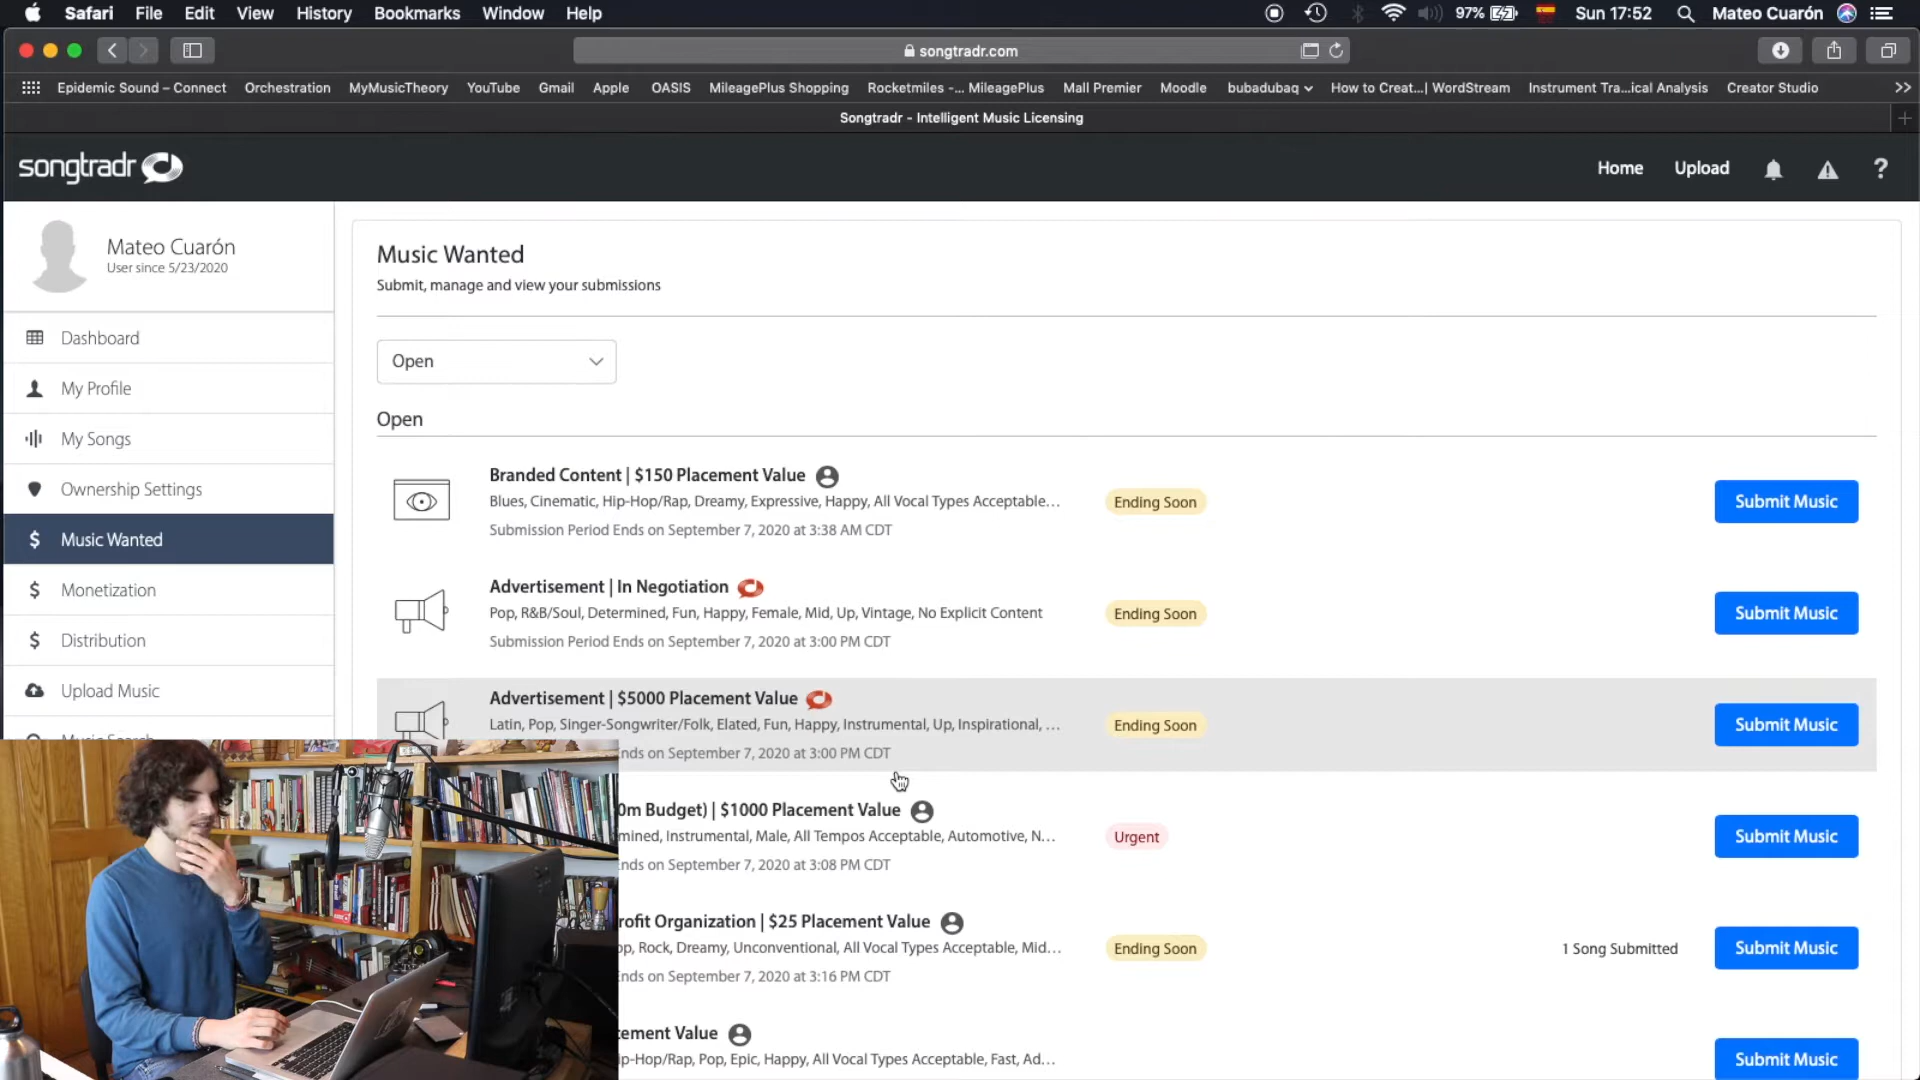 Safari File Edit View History Bookmarks Window Help 97% Sun 17:52 Mateo Cuarón
songtradr.com
Epidemic Sound – Connect Orchestration MyMusicTheory YouTube Gmail Apple OASIS MileagePlus Shopping Rocketmiles -... MileagePlus Mall Premier Moodle bubadubaq How to Creat...| WordStream Instrument Tra...ical Analysis Creator Studio
Songtradr - Intelligent Music Licensing
songtradr Home Upload ?
Mateo Cuarón
User since 5/23/2020
Dashboard
My Profile
My Songs
Ownership Settings
Music Wanted
Monetization
Distribution
Upload Music
Music Wanted
Submit, manage and view your submissions
Open
Open
Branded Content | $150 Placement Value
Blues, Cinematic, Hip-Hop/Rap, Dreamy, Expressive, Happy, All Vocal Types Acceptable...
Submission Period Ends on September 7, 2020 at 3:38 AM CDT
Ending Soon
Submit Music
Advertisement | In Negotiation
Pop, R&B/Soul, Determined, Fun, Happy, Female, Mid, Up, Vintage, No Explicit Content
Submission Period Ends on September 7, 2020 at 3:00 PM CDT
Ending Soon
Submit Music
Advertisement | $5000 Placement Value
Latin, Pop, Singer-Songwriter/Folk, Elated, Fun, Happy, Instrumental, Up, Inspirational, ...
nds on September 7, 2020 at 3:00 PM CDT
Ending Soon
Submit Music
0m Budget) | $1000 Placement Value
mined, Instrumental, Male, All Tempos Acceptable, Automotive, N...
nds on September 7, 2020 at 3:08 PM CDT
Urgent
Submit Music
rofit Organization | $25 Placement Value
op, Rock, Dreamy, Unconventional, All Vocal Types Acceptable, Mid...
nds on September 7, 2020 at 3:16 PM CDT
Ending Soon
1 Song Submitted
Submit Music
cement Value
ip-Hop/Rap, Pop, Epic, Happy, All Vocal Types Acceptable, Fast, Ad...
Submit Music